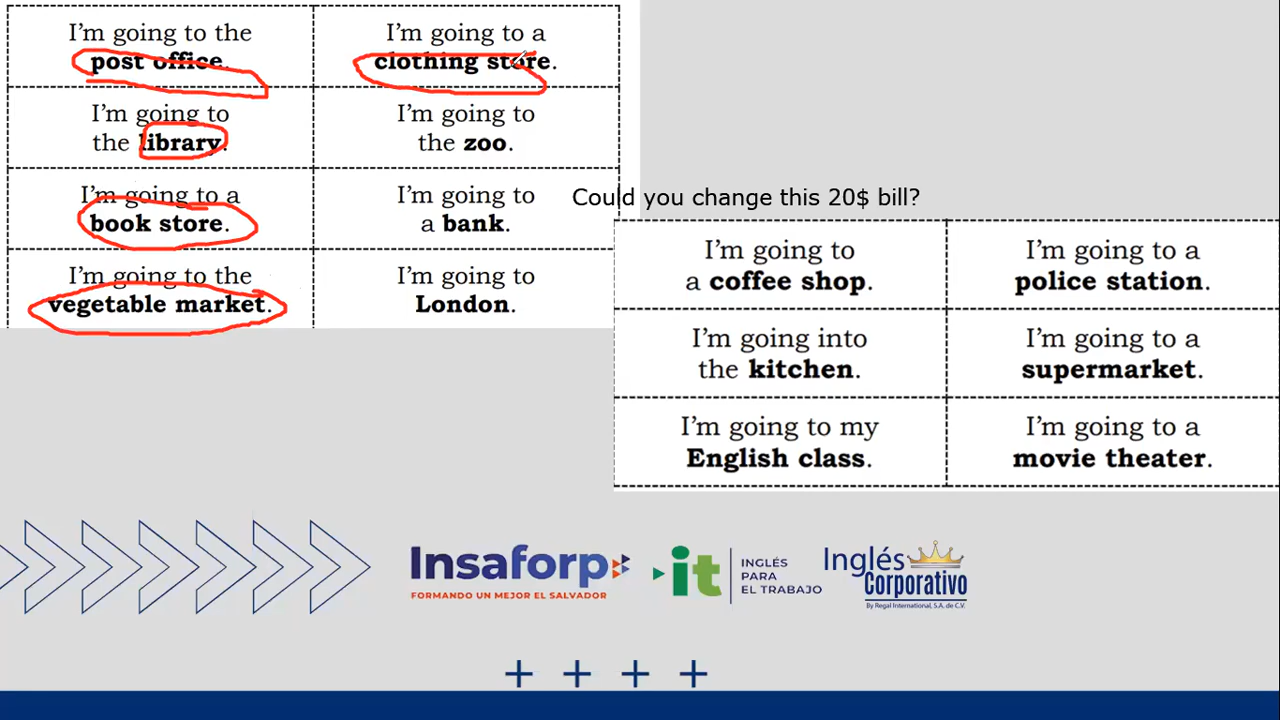 I'm going to the
post office.
I'm going to a
clothing store.
I'm going to
the library.
I'm going to
the zoo.
I'm going to a
book store.
I'm going to
a bank.
I'm going to the
vegetable market.
I'm going to
London.
Could you change this 20$ bill?
I'm going to
a coffee shop.
I'm going to a
police station.
I'm going into
the kitchen.
I'm going to a
supermarket.
I'm going to my
English class.
I'm going to a
movie theater.
Insaforp
FORMANDO UN MEJOR EL SALVADOR
it
INGLÉS
PARA
EL TRABAJO
Inglés
Corporativo
By Regal International, S.A. de C.V.